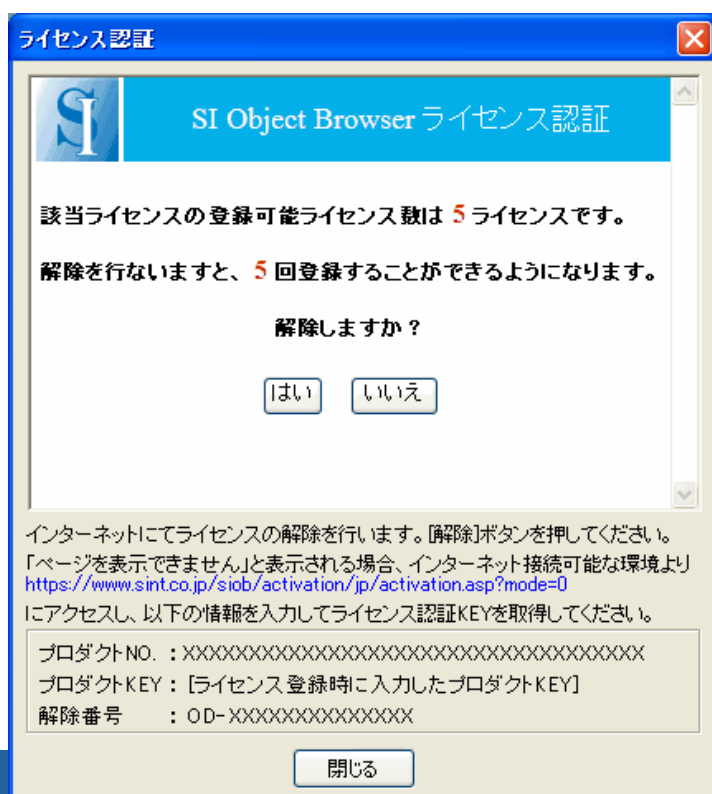 ライセンス認証
SI
SI Object Browser ライセンス認証
該当ライセンスの登録可能ライセンス数は 5 ライセンスです。
解除を行ないますと、 5 回登録することができるようになります。
解除しますか？
はい いいえ
インターネットにてライセンスの解除を行います。[解除]ボタンを押してください。
「ページを表示できません」と表示される場合、インターネット接続可能な環境より
https://www.sint.co.jp/siob/activation/jp/activation.asp?mode=0
にアクセスし、以下の情報を入力してライセンス認証KEYを取得してください。
プロダクトNO. : XXXXXXXXXXXXXXXXXXXXXXXXXXXXXXXXXXX
プロダクトKEY : [ライセンス登録時に入力したプロダクトKEY]
解除番号 : OD-XXXXXXXXXXXXXX
閉じる